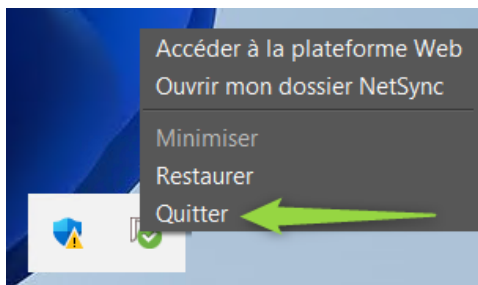 Accéder à la plateforme Web
Ouvrir mon dossier NetSync
Minimiser
Restaurer
Quitter